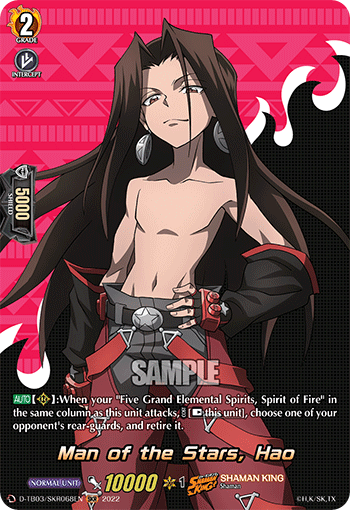 2
GRADE
INTERCEPT
5000
SHIELD
SAMPLE
AUTO [ ]:When your "Five Grand Elemental Spirits, Spirit of Fire" in
the same column as this unit attacks, [ this unit], choose one of your
opponent's rear-guards, and retire it.
Man of the Stars, Hao
NORMAL UNIT 10000 1 SHAMAN KING SHAMAN KING
Shaman
D-TB03/SKR068EN SKR 2022 ©H.K/SK,TX